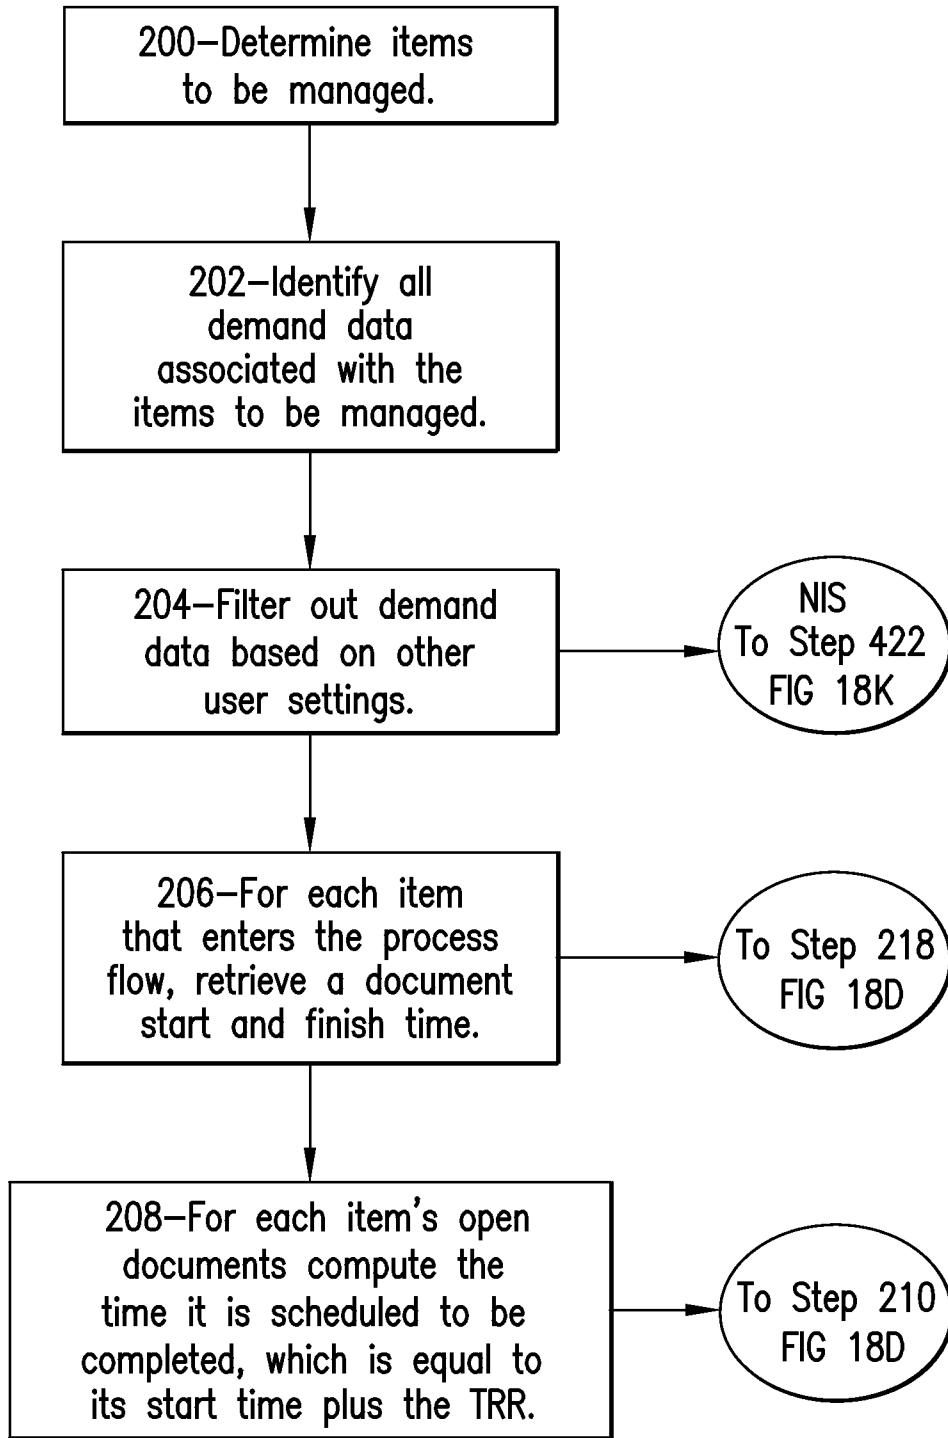 200–Determine items
to be managed.
202–Identify all
demand data
associated with the
items to be managed.
204–Filter out demand
data based on other
user settings.
NIS
To Step 422
FIG 18K
206–For each item
that enters the process
flow, retrieve a document
start and finish time.
To Step 218
FIG 18D
208–For each item's open
documents compute the
time it is scheduled to be
completed, which is equal to
its start time plus the TRR.
To Step 210
FIG 18D